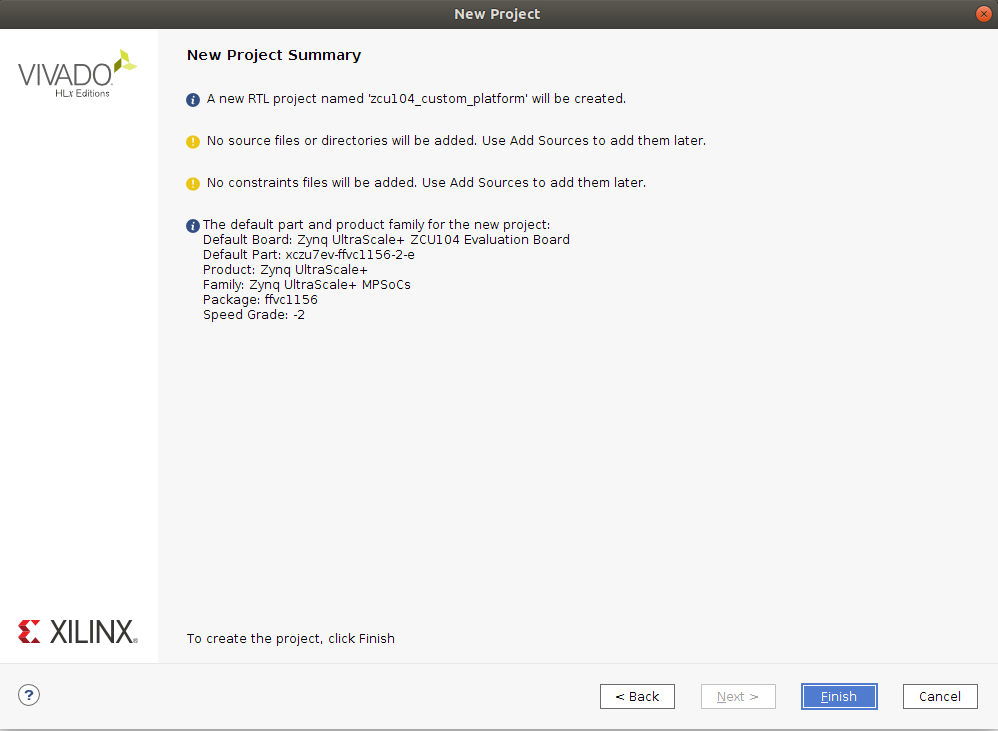 New Project
VIVADO
HLx Editions
New Project Summary
A new RTL project named 'zcu104_custom_platform' will be created.
No source files or directories will be added. Use Add Sources to add them later.
No constraints files will be added. Use Add Sources to add them later.
The default part and product family for the new project:
Default Board: Zynq UltraScale+ ZCU104 Evaluation Board
Default Part: xczu7ev-ffvc1156-2-e
Product: Zynq UltraScale+
Family: Zynq UltraScale+ MPSoCs
Package: ffvc1156
Speed Grade: -2
XILINX
To create the project, click Finish
? < Back Next > Finish Cancel